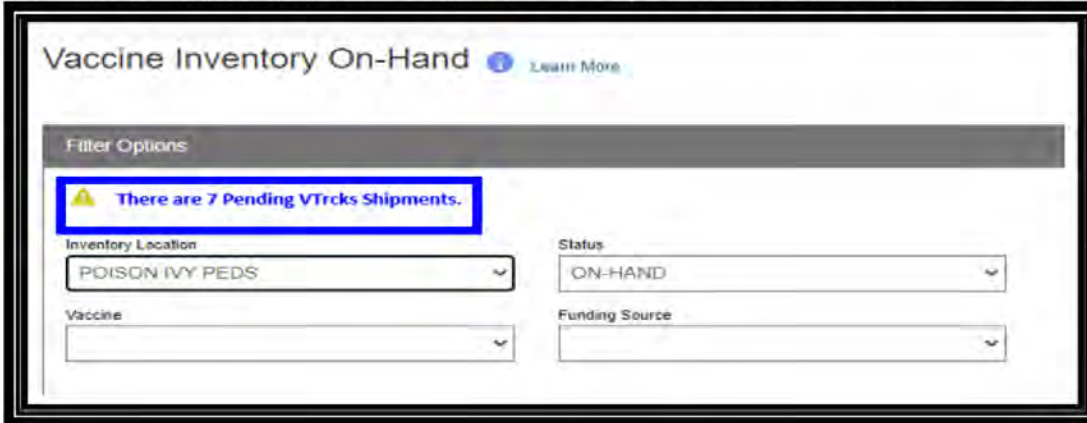 Vaccine Inventory On-Hand Learn More
Filter Options
There are 7 Pending VTrcks Shipments.
Inventory Location Status
POISON IVY PEDS ON-HAND
Vaccine Funding Source